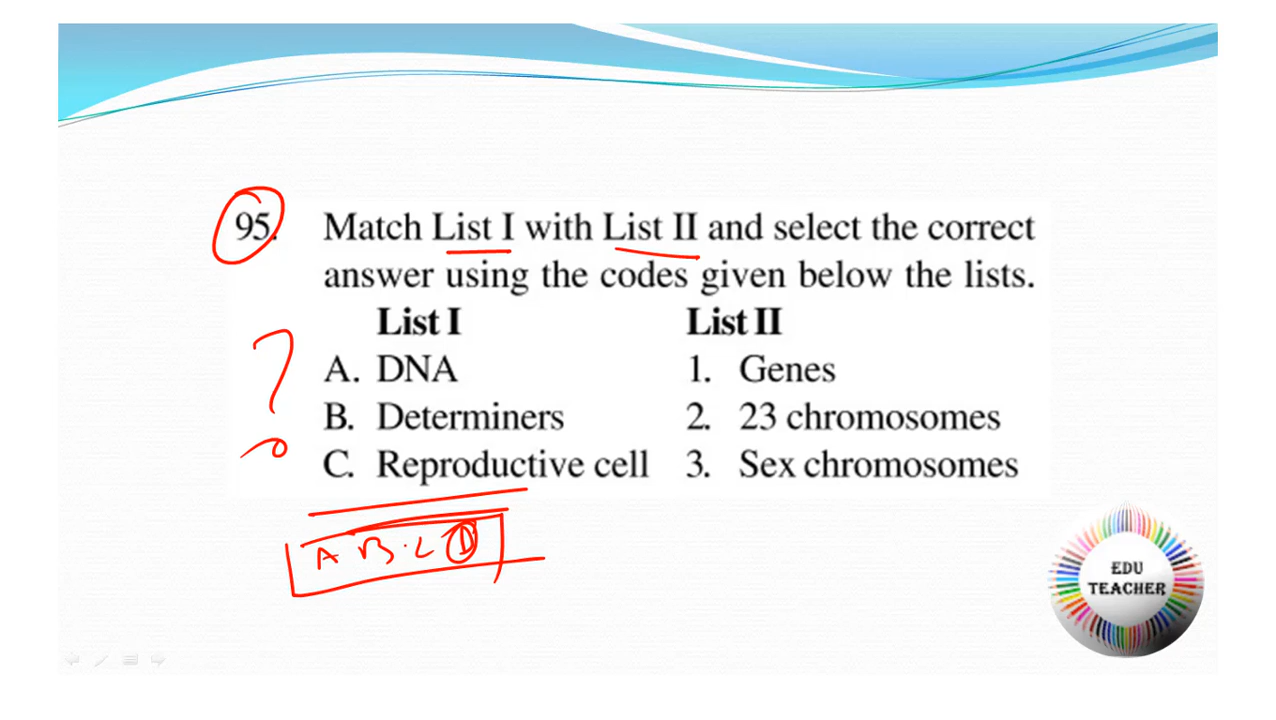 95. Match List I with List II and select the correct
answer using the codes given below the lists.
List I List II
A. DNA 1. Genes
B. Determiners 2. 23 chromosomes
C. Reproductive cell 3. Sex chromosomes
A B. C D
EDU
TEACHER